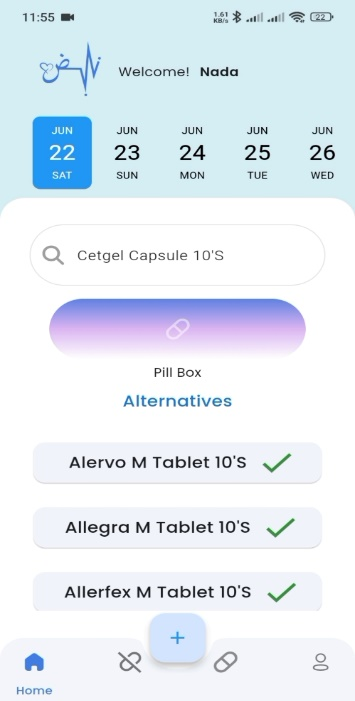 11:55
1.61
KB/s
22
نبض
Welcome! Nada
JUN JUN JUN JUN JUN
22 23 24 25 26
SAT SUN MON TUE WED
Cetgel Capsule 10'S
Pill Box
Alternatives
Alervo M Tablet 10'S
Allegra M Tablet 10'S
Allerfex M Tablet 10'S
+
Home